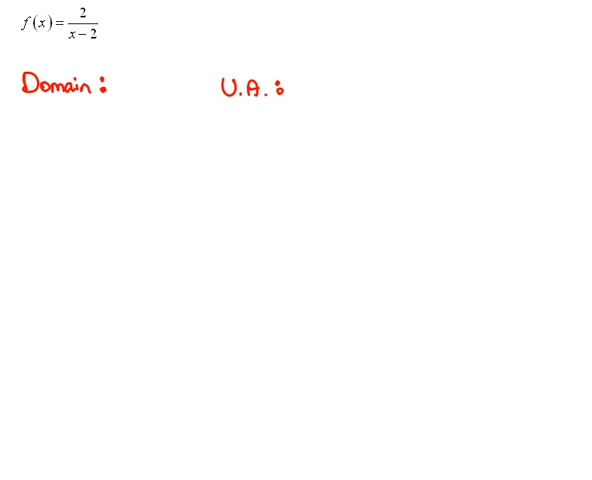 f(x) = 2/(x − 2)
Domain: V.A.: